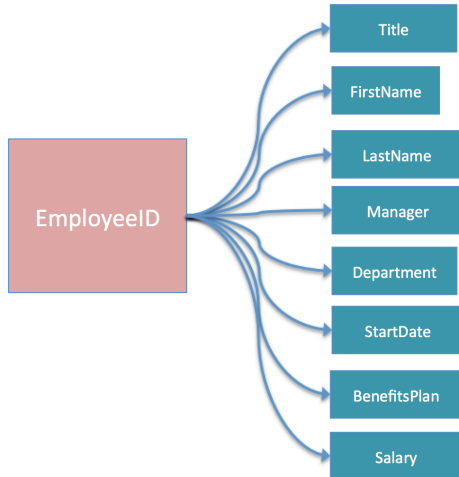 Title
FirstName
LastName
EmployeeID
Manager
Department
StartDate
BenefitsPlan
Salary